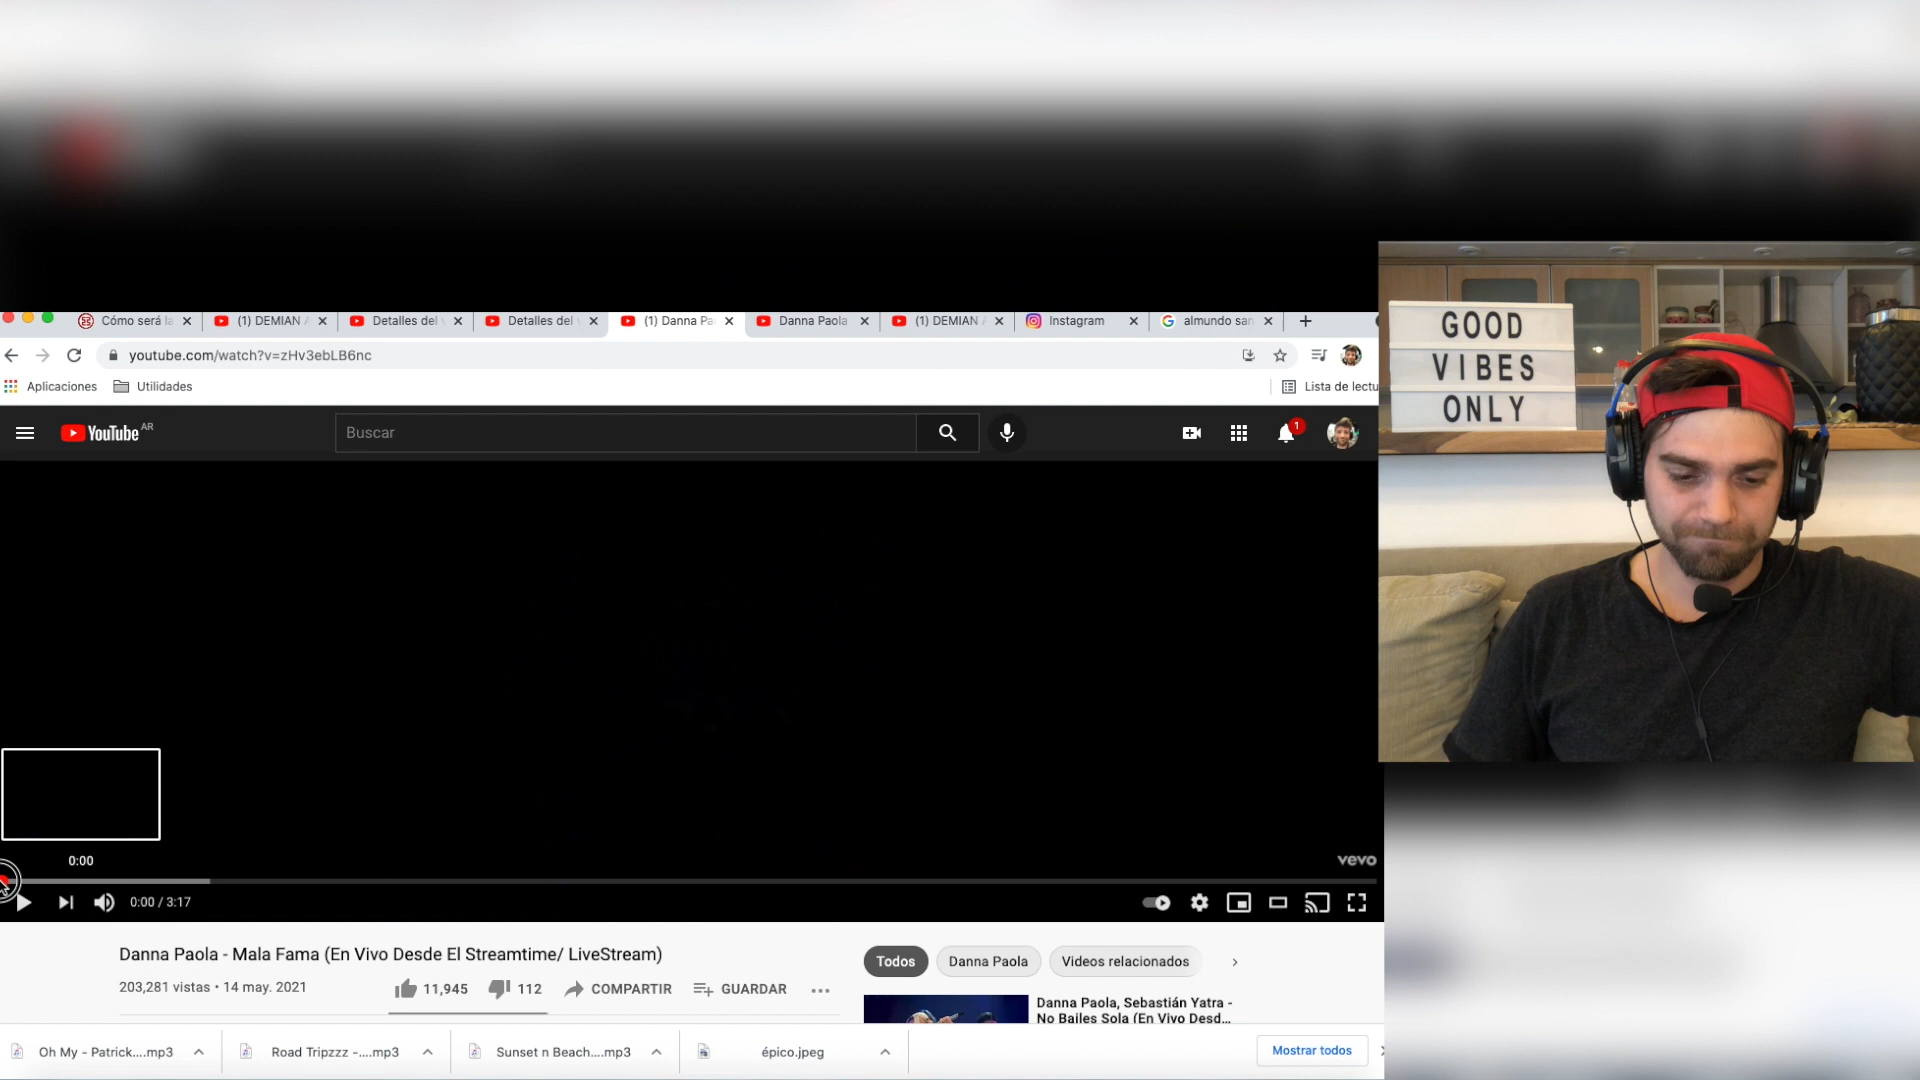 Cómo será la
(1) DEMIAN A
Detalles del v
Detalles del v
(1) Danna Pa
Danna Paola
(1) DEMIAN A
Instagram
almundo san
youtube.com/watch?v=zHv3ebLB6nc
Aplicaciones
Utilidades
Lista de lectu
YouTube AR
Buscar
1
GOOD
VIBES
ONLY
0:00
vevo
0:00 / 3:17
Danna Paola - Mala Fama (En Vivo Desde El Streamtime/ LiveStream)
203,281 vistas • 14 may. 2021
11,945
112
COMPARTIR
GUARDAR
Todos
Danna Paola
Videos relacionados
Danna Paola, Sebastián Yatra -
No Bailes Sola (En Vivo Desd...
Oh My - Patrick....mp3
Road Tripzzz -....mp3
Sunset n Beach....mp3
épico.jpeg
Mostrar todos